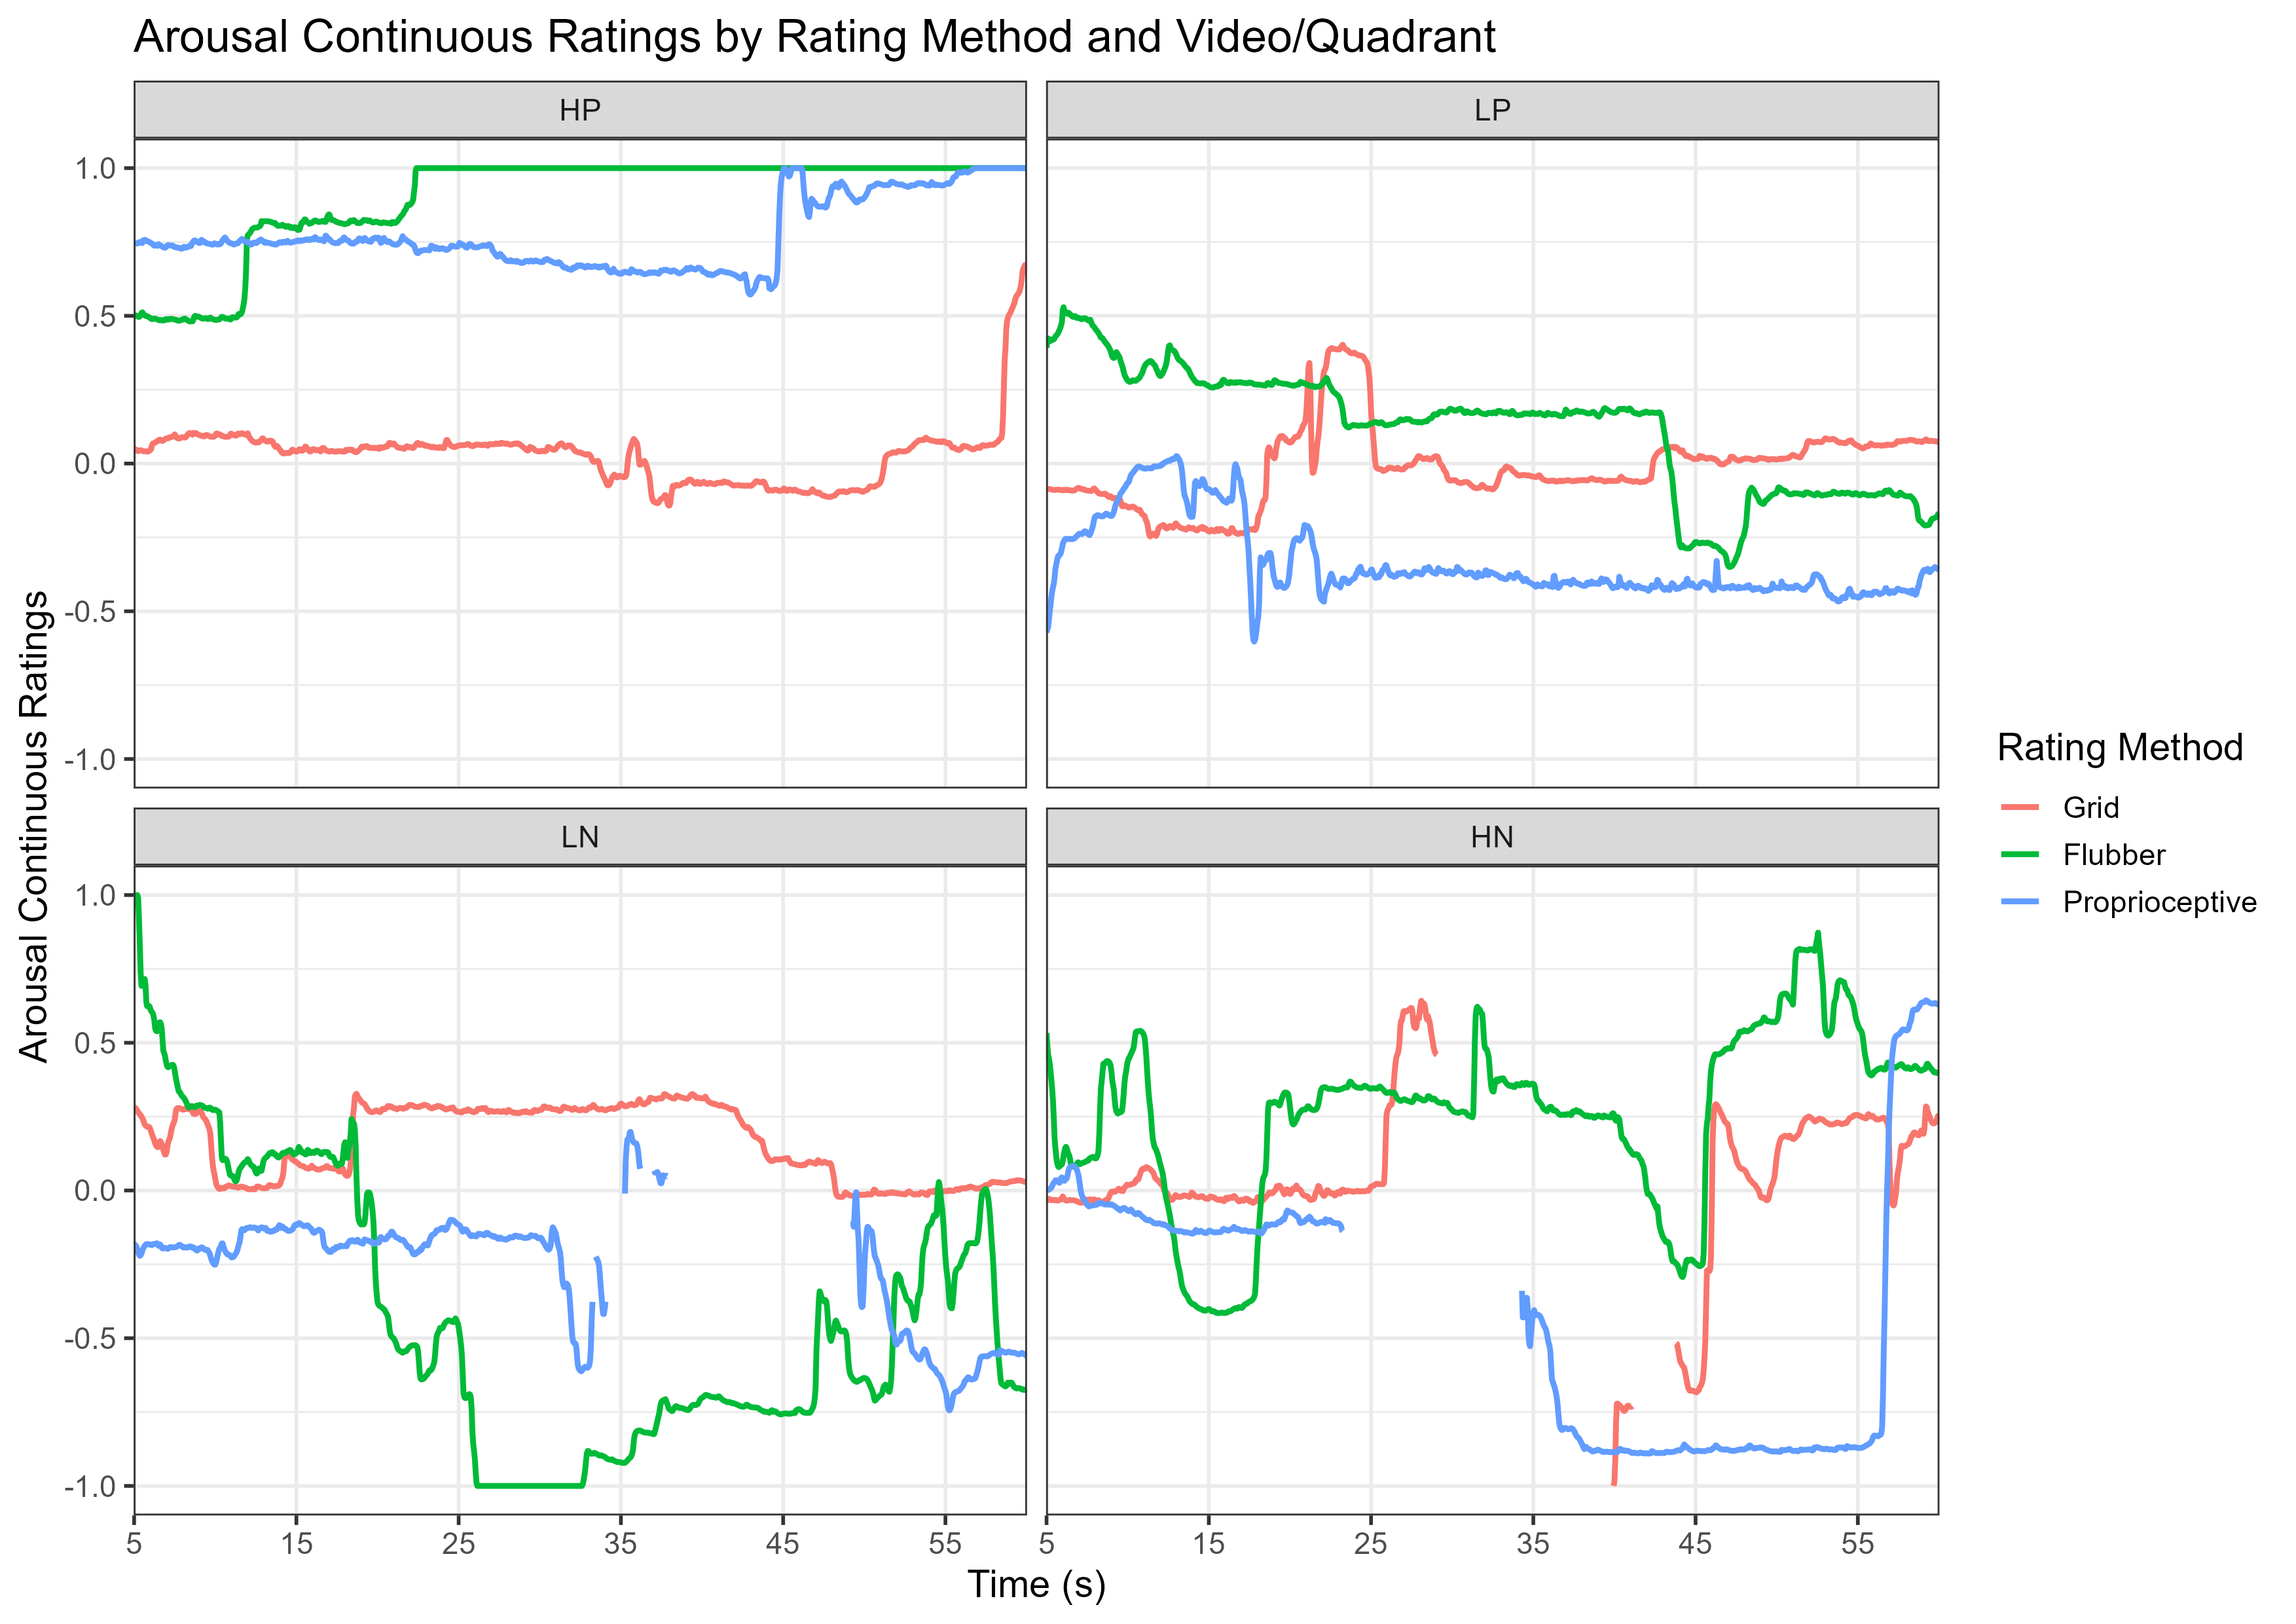 Arousal Continuous Ratings by Rating Method and Video/Quadrant
HP
LP
1.0
0.5
0.0
-0.5
-1.0
LN
HN
1.0
0.5
0.0
-0.5
-1.0
5 15 25 35 45 55
5 15 25 35 45 55
Time (s)
Arousal Continuous Ratings
Rating Method
Grid
Flubber
Proprioceptive